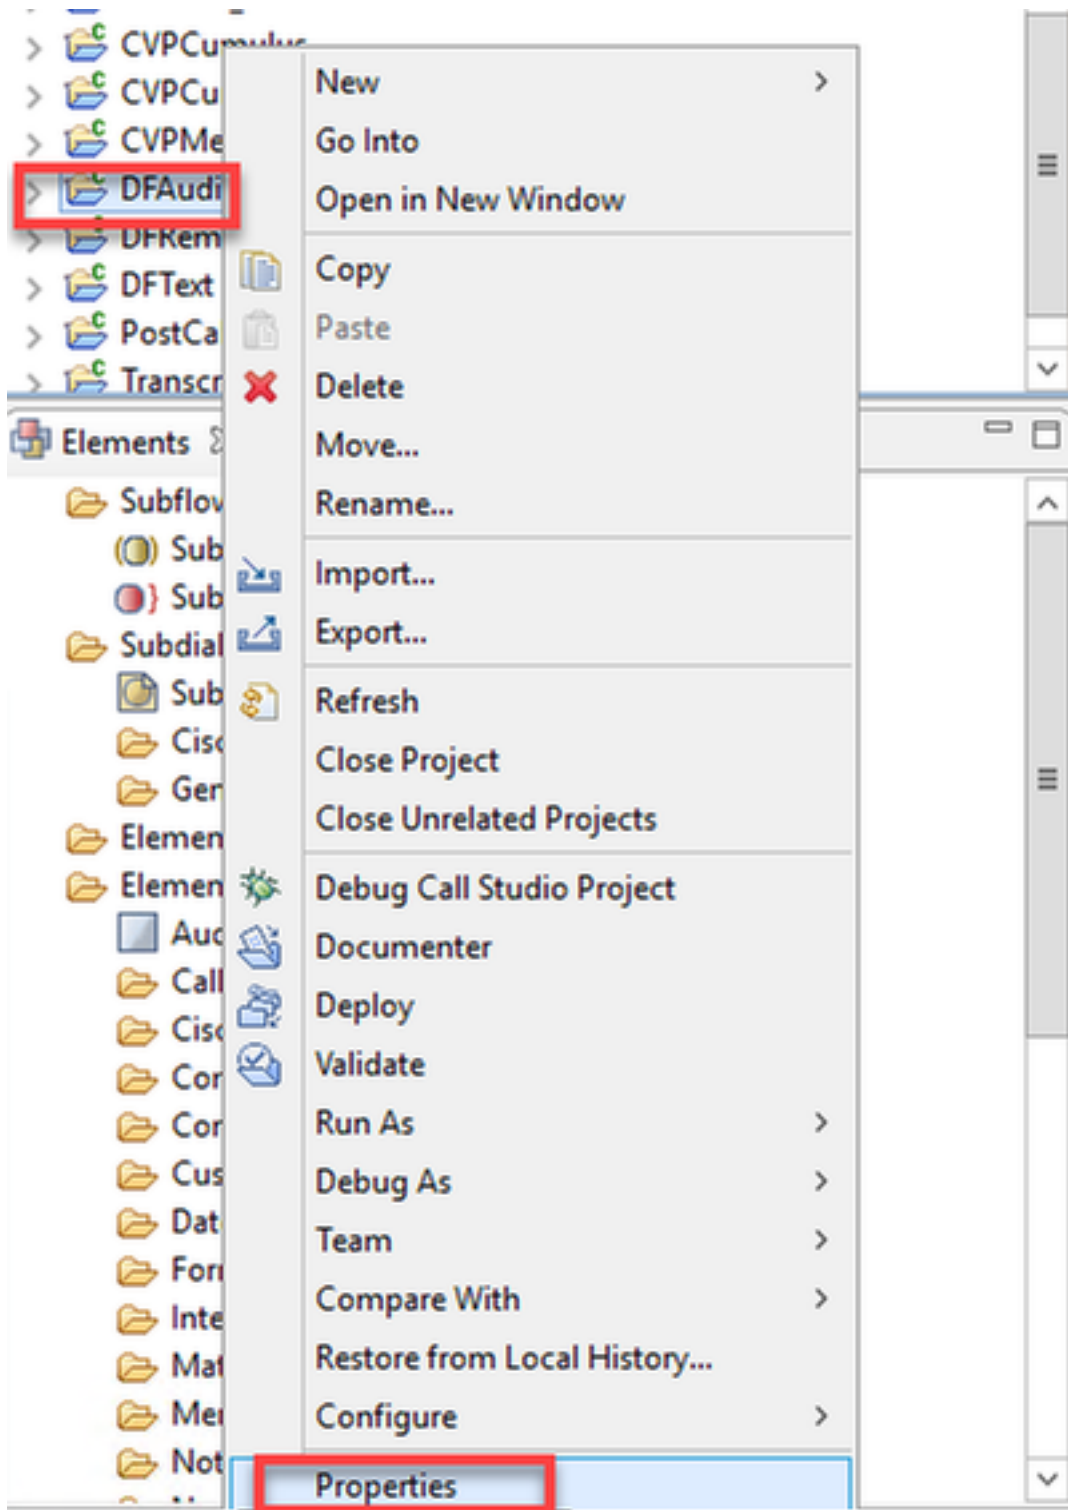 CVPCumulus
CVPCu
CVPMe
DFAudi
DFRem
DFText
PostCa
Transcr
New
Go Into
Open in New Window
Copy
Paste
Delete
Move...
Rename...
Import...
Export...
Refresh
Close Project
Close Unrelated Projects
Debug Call Studio Project
Documenter
Deploy
Validate
Run As
Debug As
Team
Compare With
Restore from Local History...
Configure
Properties
Elements
Subflov
Sub
Sub
Subdial
Sub
Cisc
Ger
Elemen
Elemen
Aud
Call
Cisc
Cor
Cor
Cus
Dat
Forr
Inte
Mat
Mer
Not